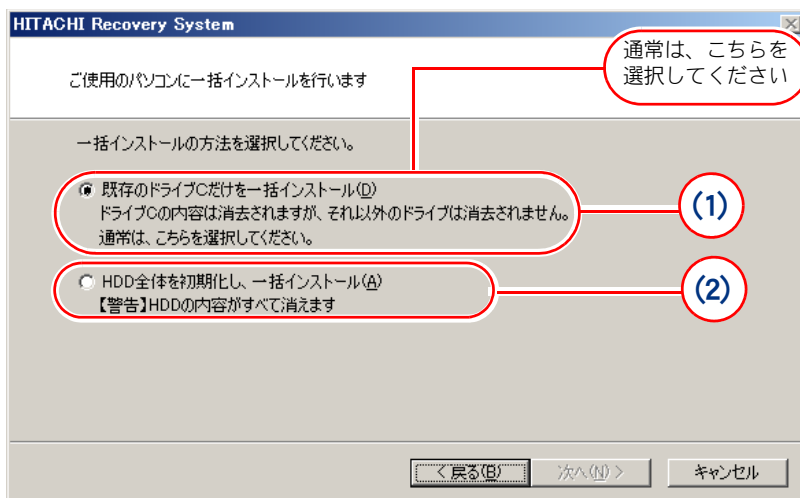 HITACHI Recovery System
通常は、こちらを
選択してください
ご使用のパソコンに一括インストールを行います
一括インストールの方法を選択してください。
既存のドライブCだけを一括インストール(D)
ドライブCの内容は消去されますが、それ以外のドライブは消去されません。
通常は、こちらを選択してください。
(1)
HDD全体を初期化し、一括インストール(A)
【警告】HDDの内容がすべて消えます
(2)
< 戻る(B)
次へ(N) >
キャンセル